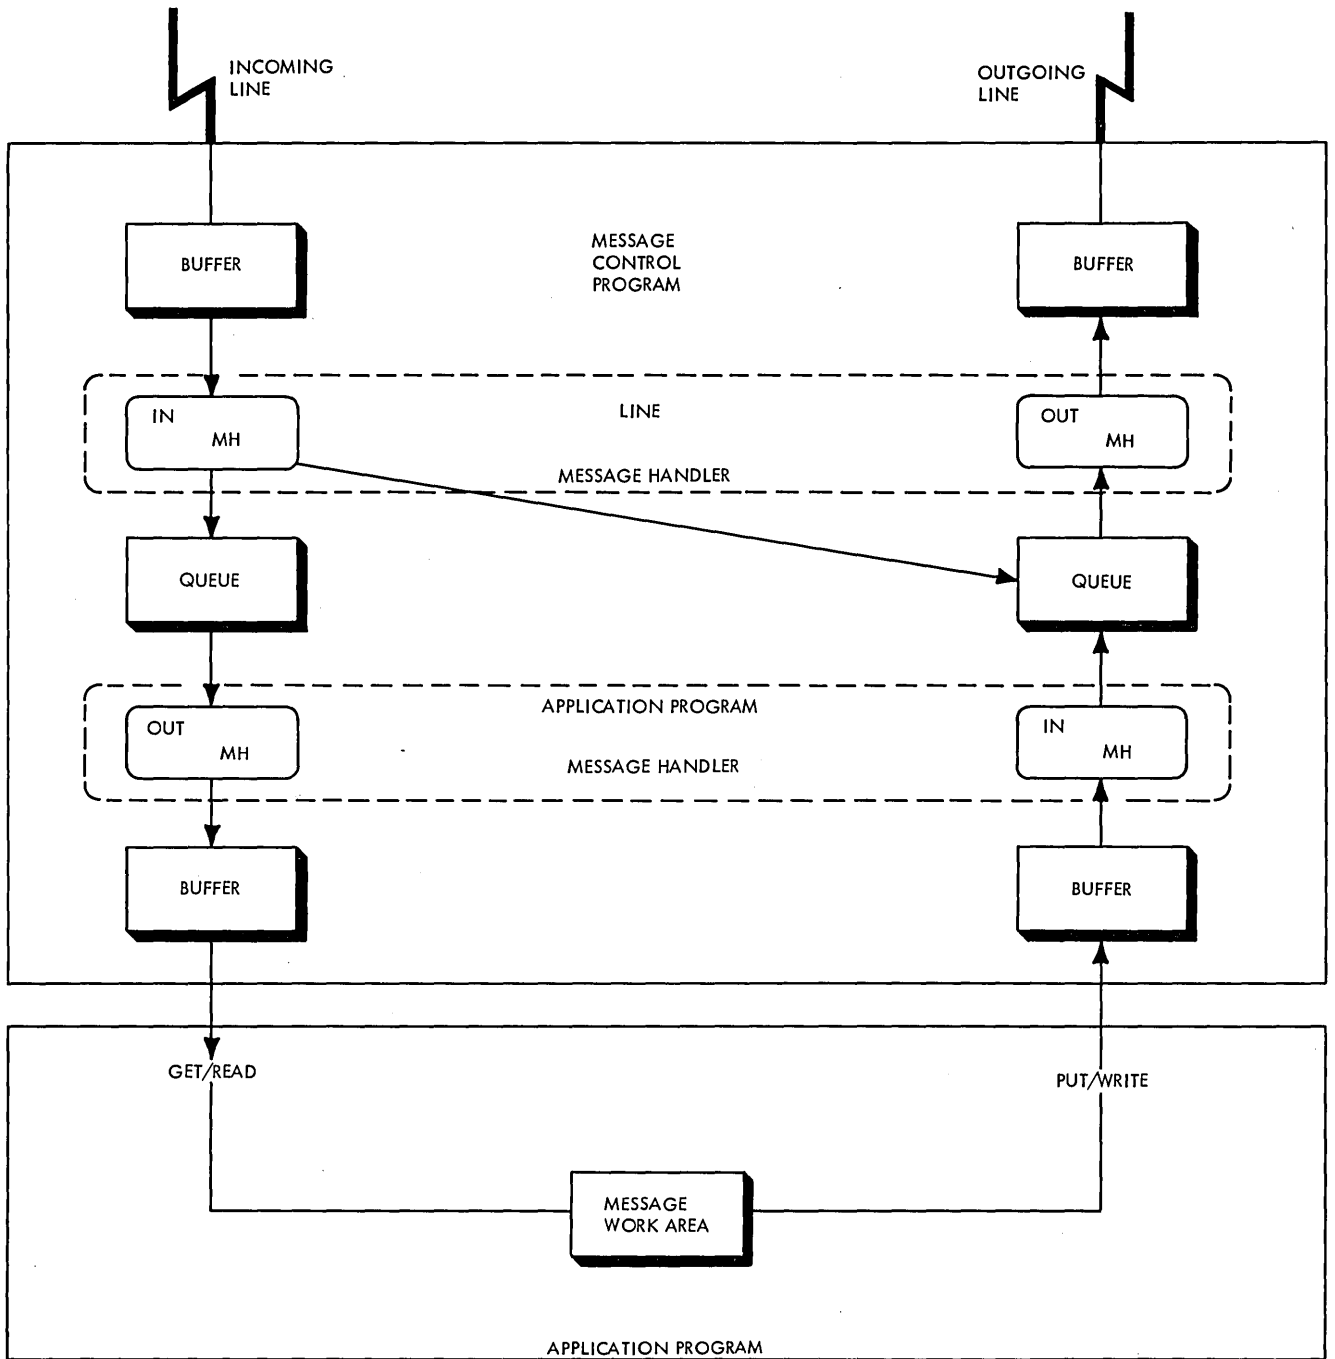 INCOMING
LINE
OUTGOING
LINE
BUFFER
MESSAGE
CONTROL
PROGRAM
BUFFER
IN
MH
LINE
MESSAGE HANDLER
OUT
MH
QUEUE
QUEUE
OUT
MH
APPLICATION PROGRAM
MESSAGE HANDLER
IN
MH
BUFFER
BUFFER
GET/READ
PUT/WRITE
MESSAGE
WORK AREA
APPLICATION PROGRAM